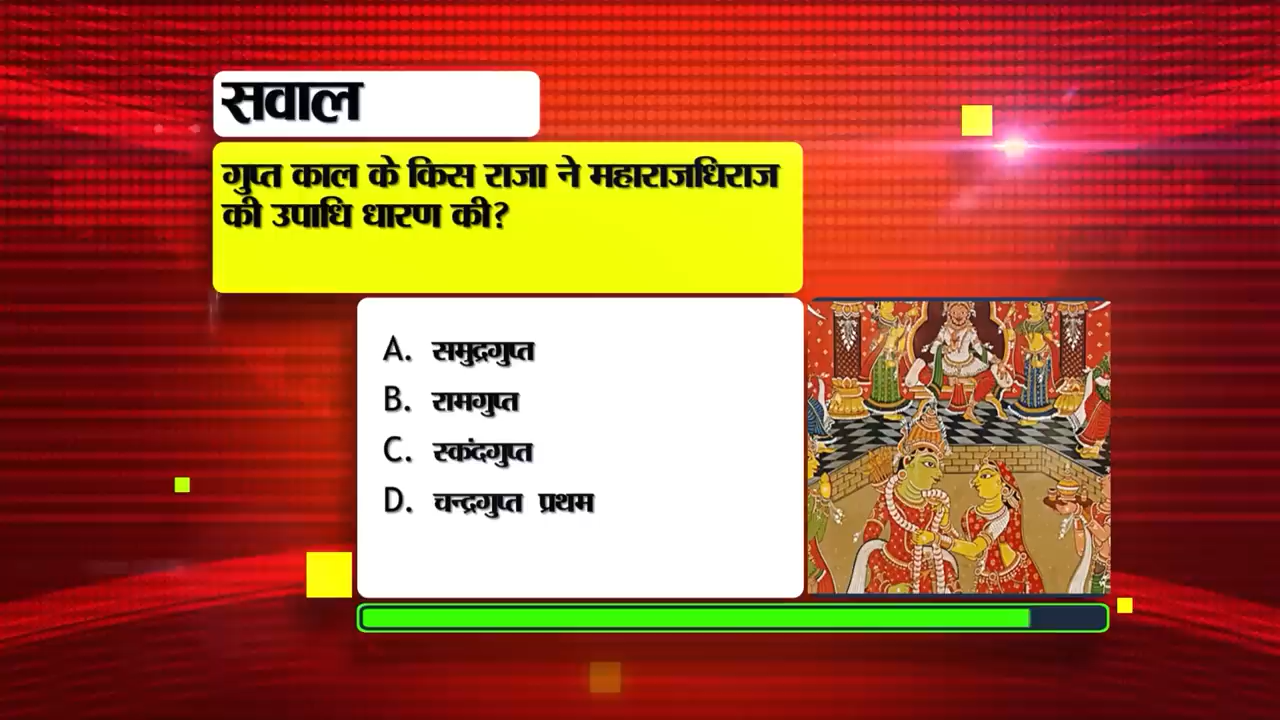 सवाल
गुप्त काल के किस राजा ने महाराजधिराज
की उपाधि धारण की?
A. समुद्रगुप्त
B. रामगुप्त
C. स्कंदगुप्त
D. चन्द्रगुप्त प्रथम